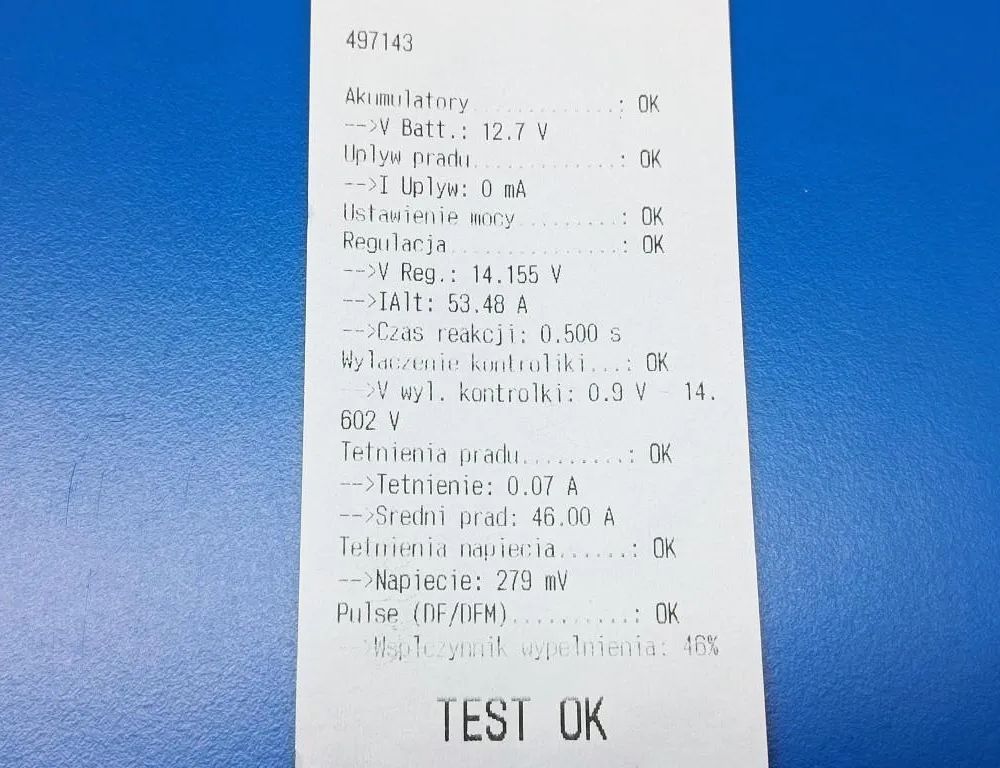 497143
Akumulatory.............: OK
-->V Batt.: 12.7 V
Uplyw pradu.............: OK
-->I Uplyw: 0 mA
Ustawienie mocy.........: OK
Regulacja...............: OK
-->V Reg.: 14.155 V
-->IAlt: 53.48 A
-->Czas reakcji: 0.500 s
Wylaczenie kontroliki...: OK
-->V wyl. kontrolki: 0.9 V - 14.
602 V
Tetnienia pradu.........: OK
-->Tetnienie: 0.07 A
-->Sredni prad: 46.00 A
Tetnienia napiecia......: OK
-->Napiecie: 279 mV
Pulse (DF/DFM)..........: OK
-->Wsplczynnik wypelnienia: 46%
TEST OK